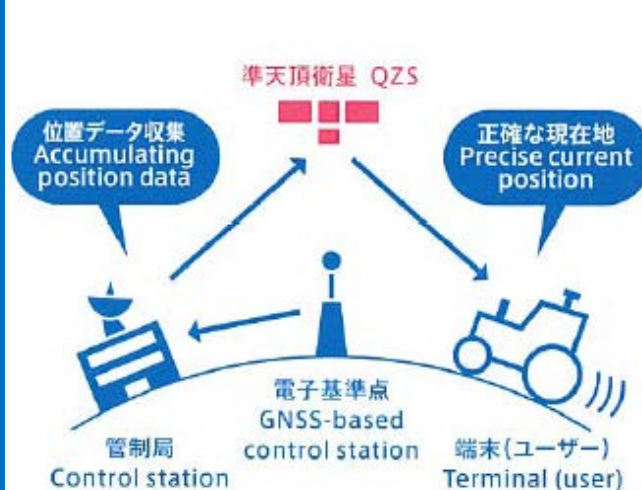 準天頂衛星 QZS
位置データ収集
Accumulating
position data
正確な現在地
Precise current
position
管制局
Control station
電子基準点
GNSS-based
control station
端末(ユーザー)
Terminal (user)